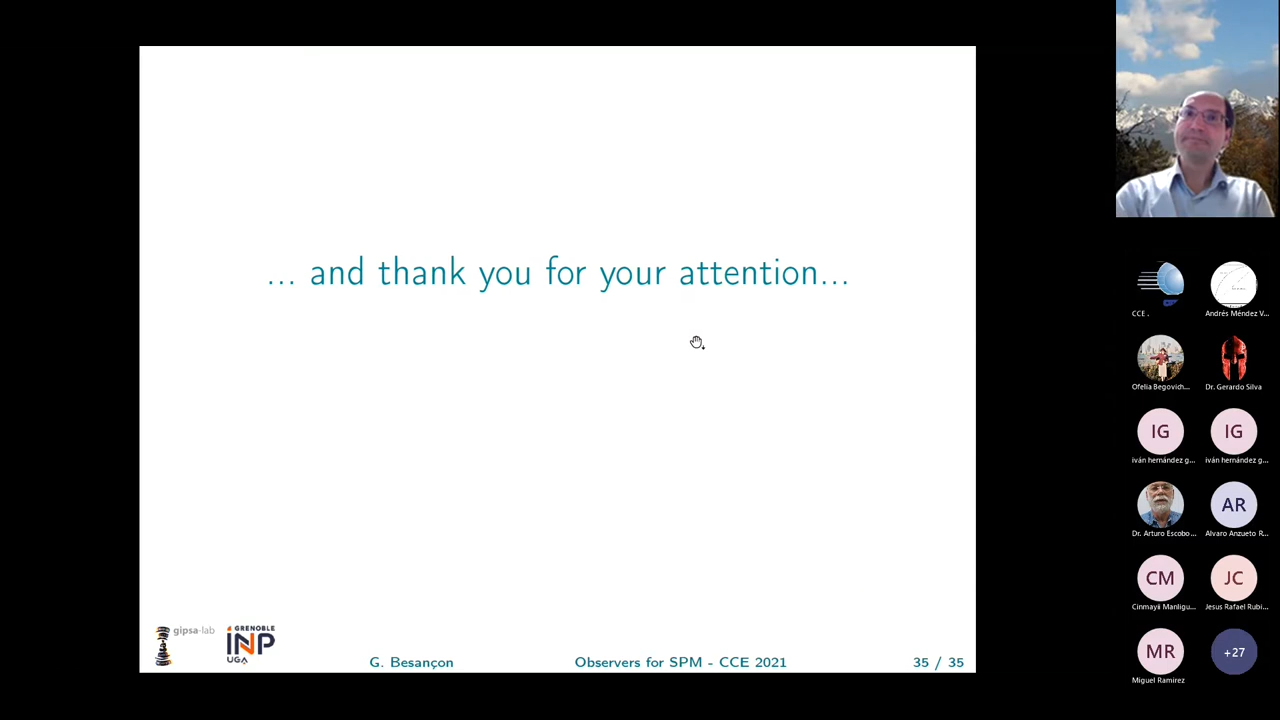 ... and thank you for your attention...
gipsa-lab
GRENOBLE
INP
UGA
G. Besançon
Observers for SPM - CCE 2021
35 / 35
CCE .
Andrés Méndez V...
Ofelia Begovich...
Dr. Gerardo Silva
IG
IG
iván hernández g...
iván hernández g...
Dr. Arturo Escobo...
AR
Alvaro Anzueto R...
CM
JC
Cinmayii Manligu...
Jesus Rafael Rubi...
MR
+27
Miguel Ramirez